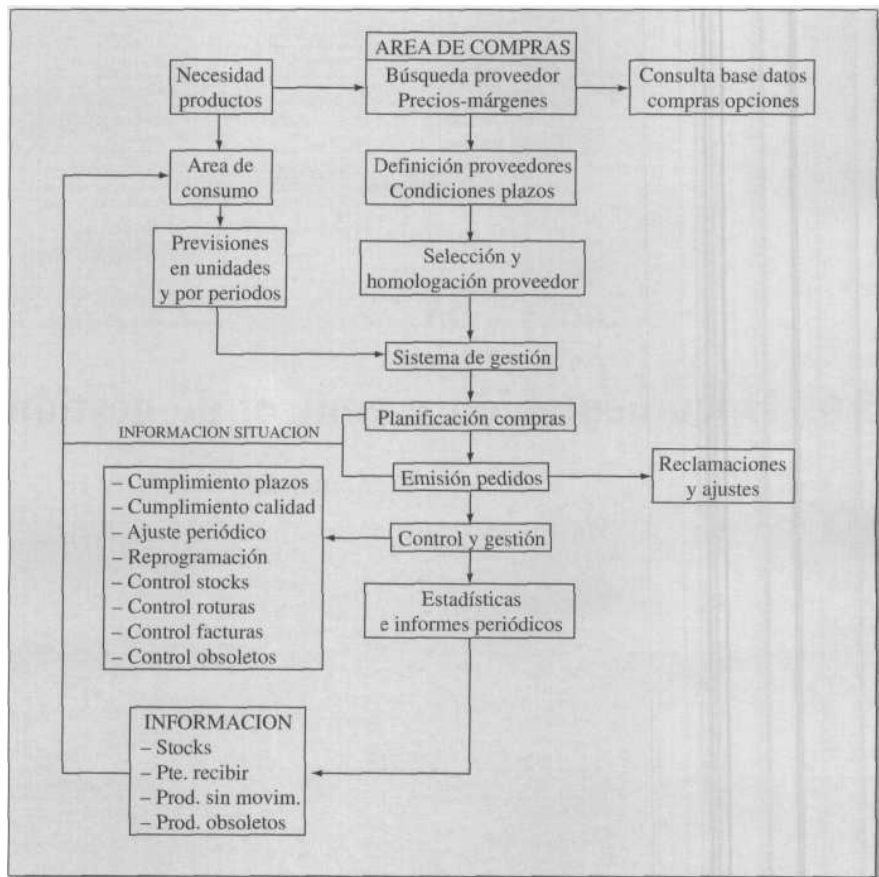 AREA DE COMPRAS
Necesidad
productos
Búsqueda proveedor
Precios-márgenes
Consulta base datos
compras opciones
Area de
consumo
Definición proveedores
Condiciones plazos
Previsiones
en unidades
y por periodos
Selección y
homologación proveedor
Sistema de gestión
Planificación compras
INFORMACION SITUACION
Emisión pedidos
Reclamaciones
y ajustes
– Cumplimiento plazos
– Cumplimiento calidad
– Ajuste periódico
– Reprogramación
– Control stocks
– Control roturas
– Control facturas
– Control obsoletos
Control y gestión
Estadísticas
e informes periódicos
INFORMACION
– Stocks
– Pte. recibir
– Prod. sin movim.
– Prod. obsoletos